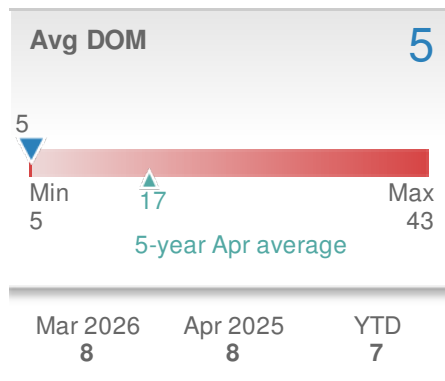 Avg DOM 5
5
Min Max
17
5 43
5-year Apr average
Mar 2026 Apr 2025 YTD
8 8 7